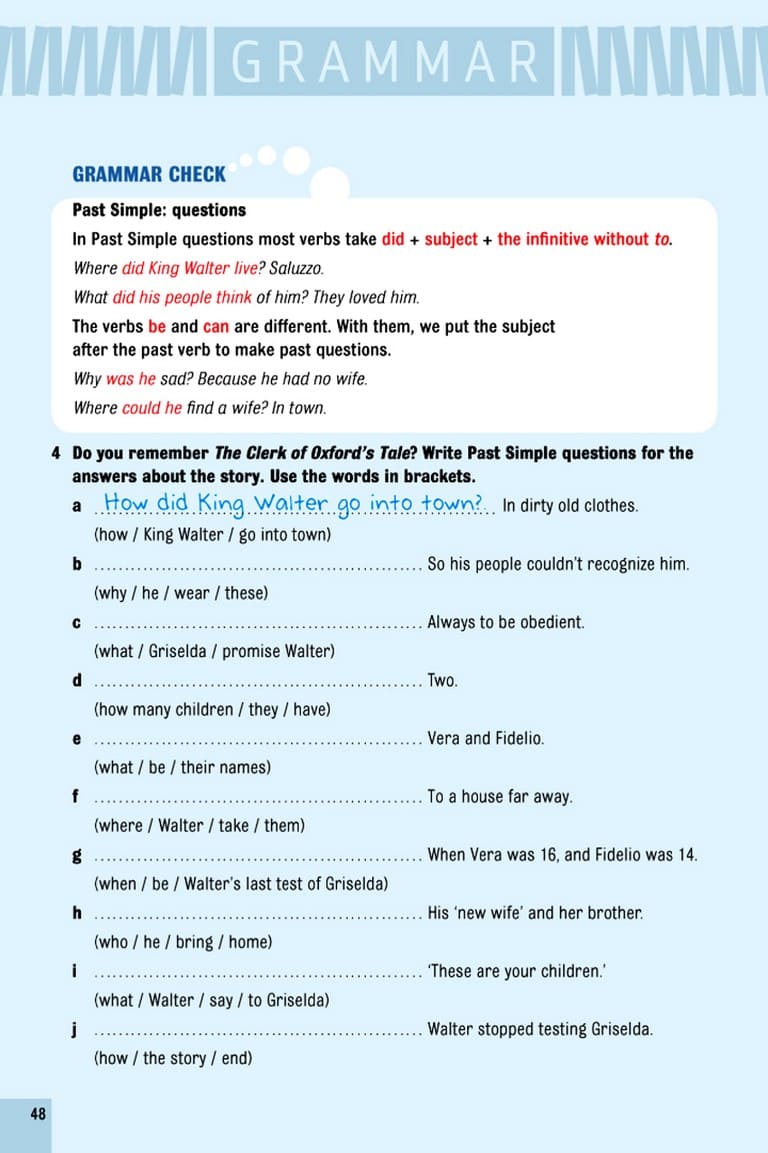 GRAMMAR
GRAMMAR CHECK
Past Simple: questions
In Past Simple questions most verbs take did + subject + the infinitive without to.
Where did King Walter live? Saluzzo.
What did his people think of him? They loved him.
The verbs be and can are different. With them, we put the subject
after the past verb to make past questions.
Why was he sad? Because he had no wife.
Where could he find a wife? In town.
4 Do you remember The Clerk of Oxford's Tale? Write Past Simple questions for the
answers about the story. Use the words in brackets.
a How did King Walter go into town? In dirty old clothes.
(how / King Walter / go into town)
b ........................................................ So his people couldn't recognize him.
(why / he / wear / these)
c ........................................................ Always to be obedient.
(what / Griselda / promise Walter)
d ........................................................ Two.
(how many children / they / have)
e ........................................................ Vera and Fidelio.
(what / be / their names)
f ........................................................ To a house far away.
(where / Walter / take / them)
g ........................................................ When Vera was 16, and Fidelio was 14.
(when / be / Walter's last test of Griselda)
h ........................................................ His 'new wife' and her brother.
(who / he / bring / home)
i ........................................................ 'These are your children.'
(what / Walter / say / to Griselda)
j ........................................................ Walter stopped testing Griselda.
(how / the story / end)
48